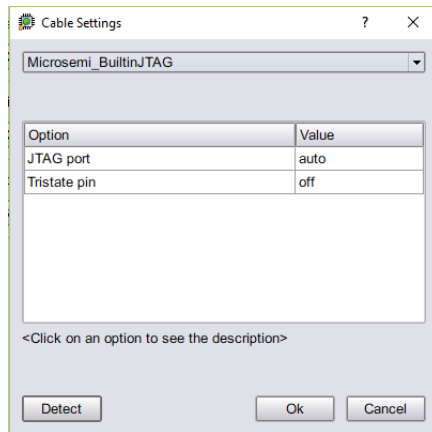 Cable Settings ?
Microsemi_BuiltinJTAG
Option Value
JTAG port auto
Tristate pin off
<Click on an option to see the description>
Detect Ok Cancel